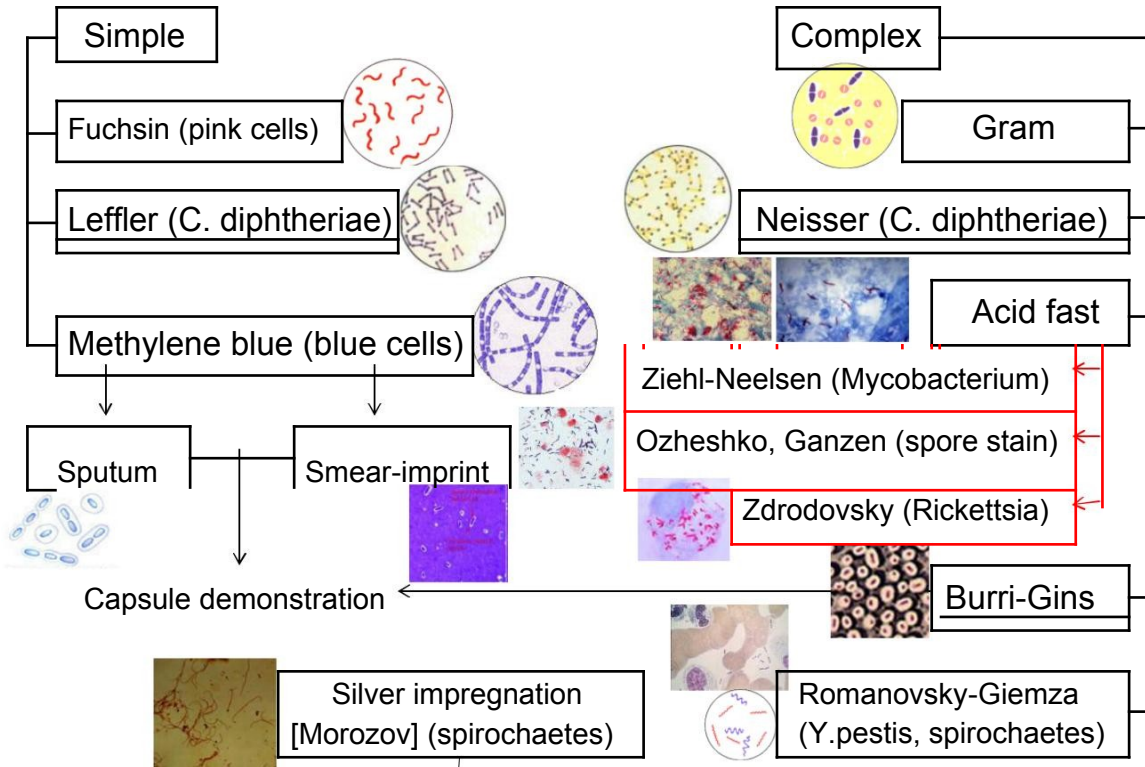 Simple
Complex
Fuchsin (pink cells)
Gram
Leffler (C. diphtheriae)
Neisser (C. diphtheriae)
Acid fast
Methylene blue (blue cells)
Ziehl-Neelsen (Mycobacterium)
Ozheshko, Ganzen (spore stain)
Sputum
Smear-imprint
Zdrodovsky (Rickettsia)
Capsule demonstration
Burri-Gins
Silver impregnation
[Morozov] (spirochaetes)
Romanovsky-Giemza
(Y.pestis, spirochaetes)